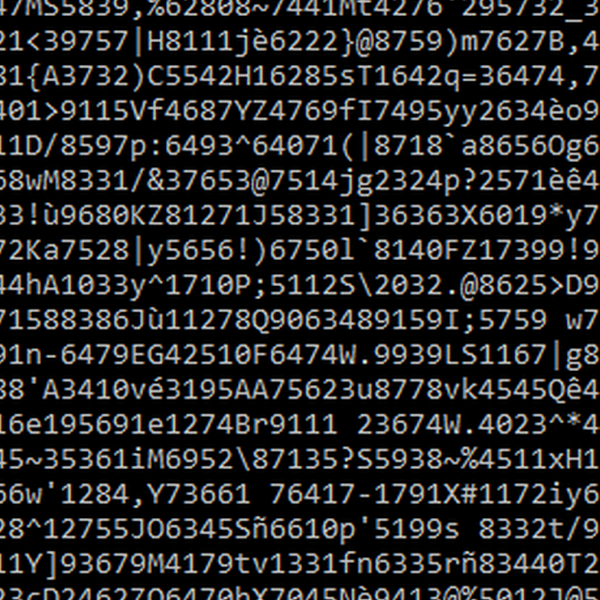 47MS5839,%62808~7441Mt4276`295732_3
21<39757|H8111jè6222}@8759)m7627B,4
31{A3732)C5542H16285sT1642q=36474,7
401>9115Vf4687YZ4769fI7495yy2634èo9
11D/8597p:6493^64071(|8718`a8656Og6
68wM8331/&37653@7514jg2324p?2571èê4
33!ù9680KZ81271J58331]36363X6019*y7
72Ka7528|y5656!)6750l`8140FZ17399!9
44hA1033y^1710P;5112S\2032.@8625>D9
71588386Jù11278Q9063489159I;5759 w7
91n-6479EG42510F6474W.9939LS1167|g8
38'A3410vé3195AA75623u8778vk4545Qê4
16e195691e1274Br9111 23674W.4023^*4
45~35361iM6952\87135?S5938~%4511xH1
66w'1284,Y73661 76417-1791X#1172iy6
28^12755JO6345Sñ6610p'5199s 8332t/9
11Y]93679M4179tv1331fn6335rñ83440T2